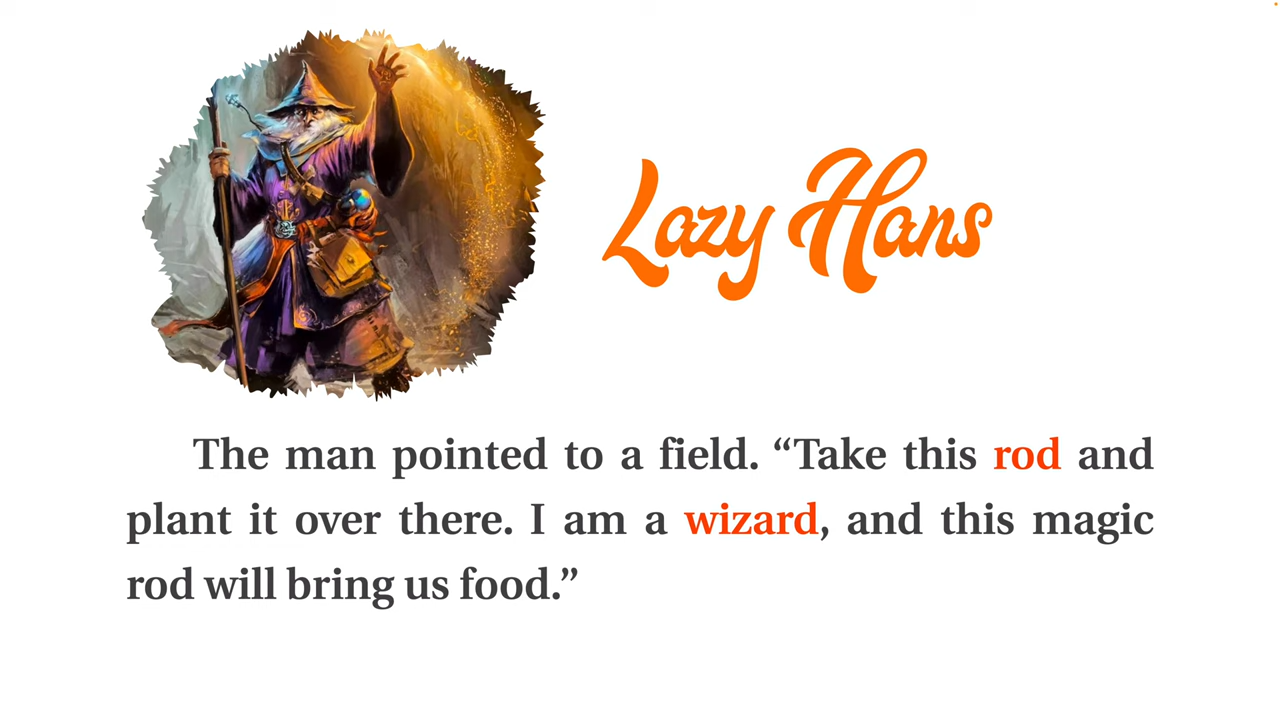 Lazy Hans
The man pointed to a field. “Take this rod and
plant it over there. I am a wizard, and this magic
rod will bring us food.”